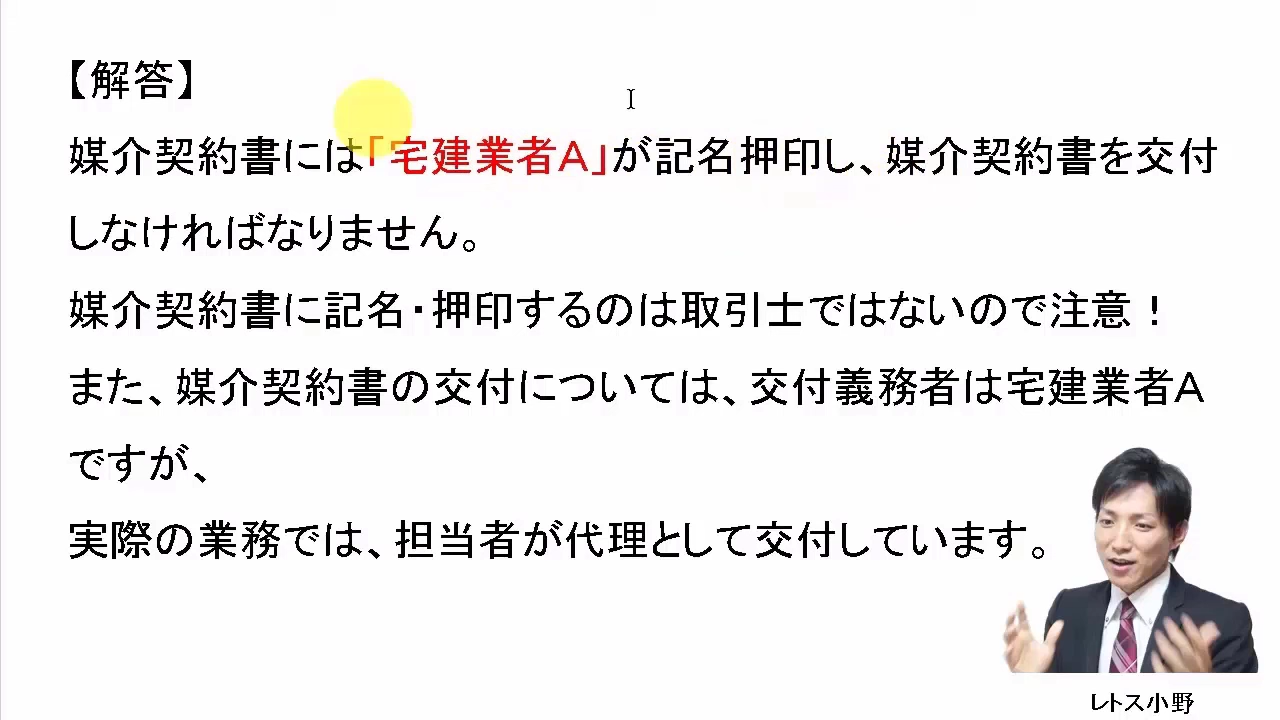 【解答】
媒介契約書には「宅建業者Ａ」が記名押印し、媒介契約書を交付
しなければなりません。
媒介契約書に記名・押印するのは取引士ではないので注意！
また、媒介契約書の交付については、交付義務者は宅建業者Ａ
ですが、
実際の業務では、担当者が代理として交付しています。
レトス小野